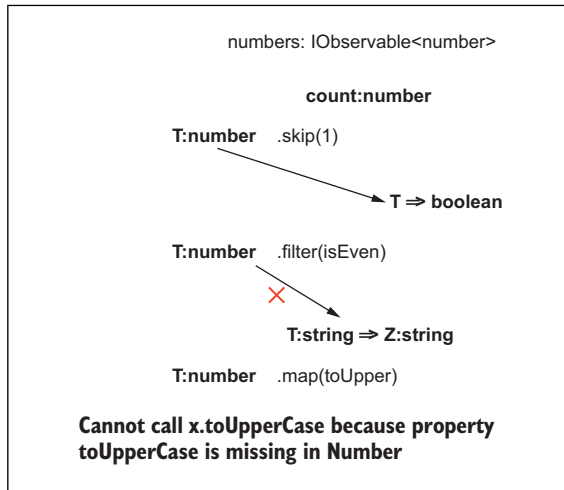 numbers: IObservable<number>
count:number
T:number .skip(1)
T ⇒ boolean
T:number .filter(isEven)
T:string ⇒ Z:string
T:number .map(toUpper)
Cannot call x.toUpperCase because property
toUpperCase is missing in Number